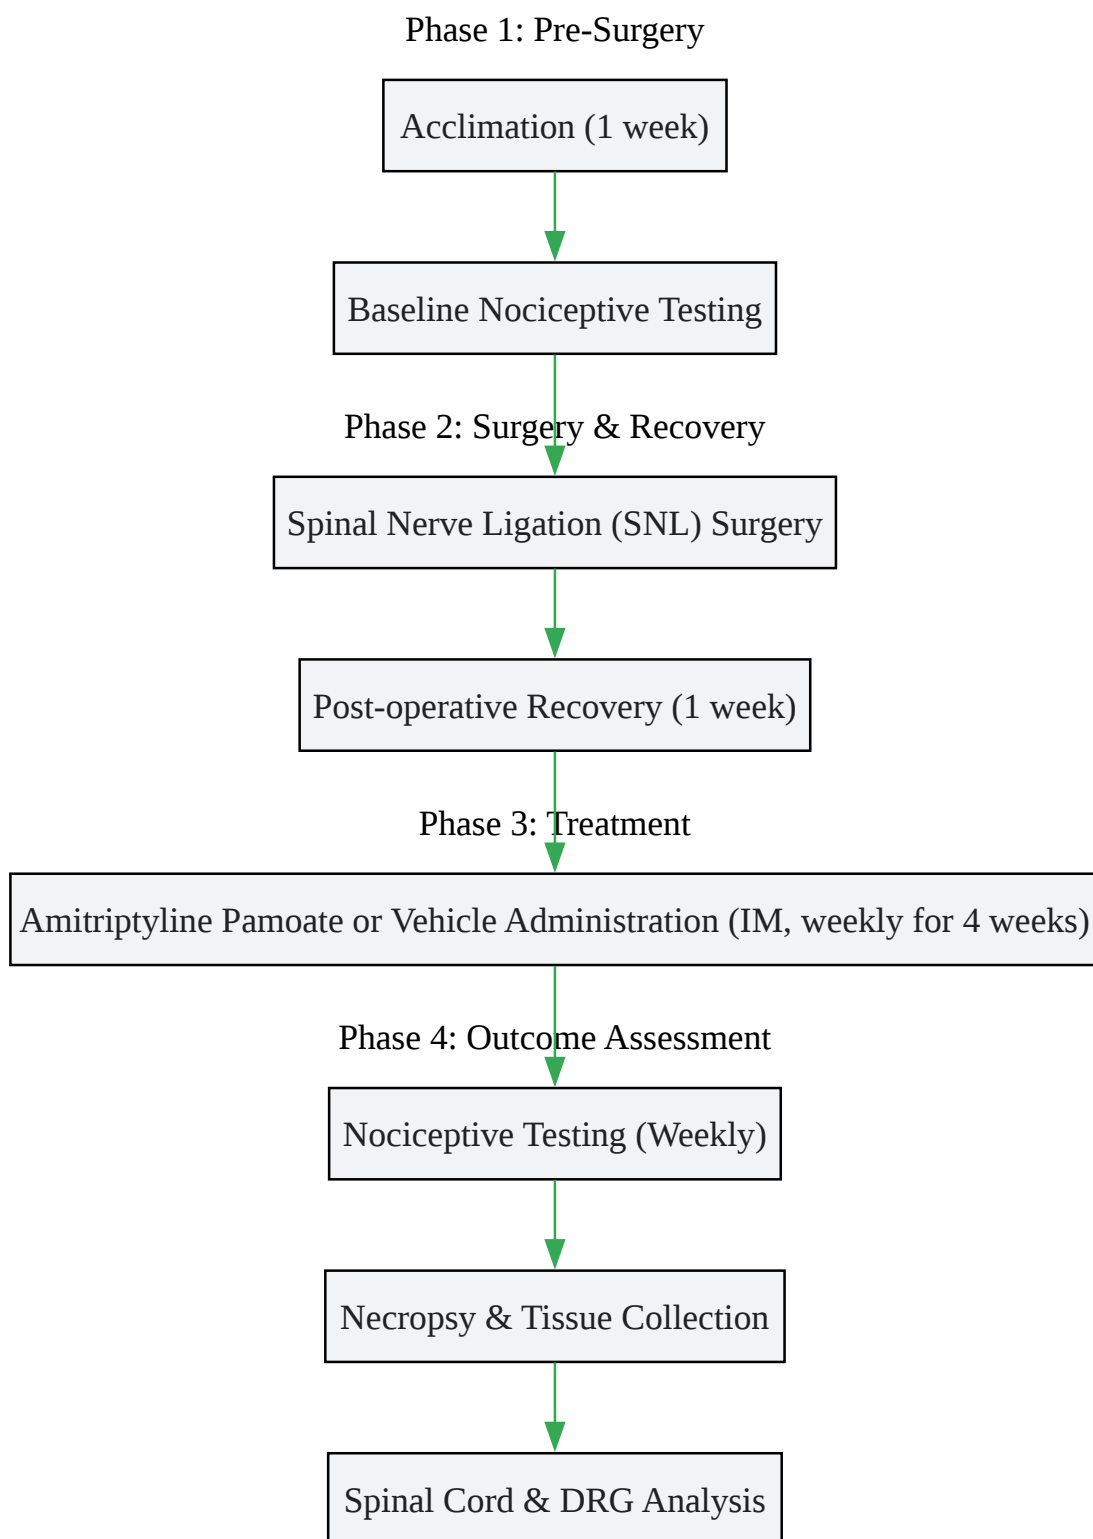 Phase 1: Pre-Surgery
Acclimation (1 week)
Baseline Nociceptive Testing
Phase 2: Surgery & Recovery
Spinal Nerve Ligation (SNL) Surgery
Post-operative Recovery (1 week)
Phase 3: Treatment
Amitriptyline Pamoate or Vehicle Administration (IM, weekly for 4 weeks)
Phase 4: Outcome Assessment
Nociceptive Testing (Weekly)
Necropsy & Tissue Collection
Spinal Cord & DRG Analysis